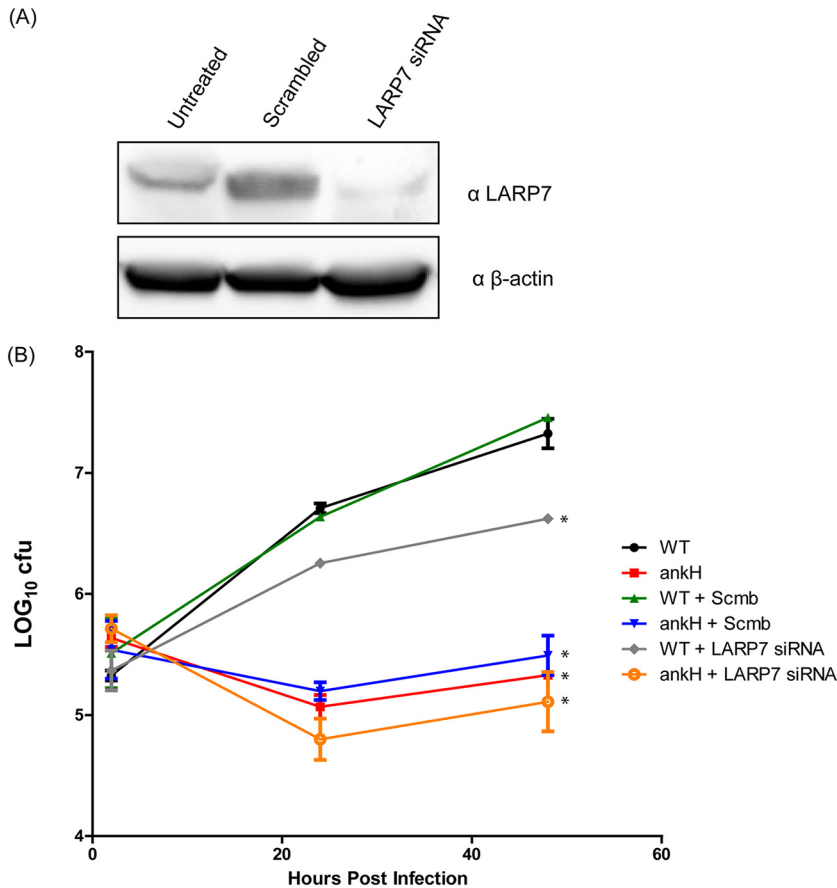 (A)
Untreated
Scrambled
LARP7 siRNA
α LARP7
α β-actin
(B)
8
7
6
5
4
LOG10 cfu
0
20
40
60
Hours Post Infection
*
*
*
*
WT
ankH
WT + Scmb
ankH + Scmb
WT + LARP7 siRNA
ankH + LARP7 siRNA